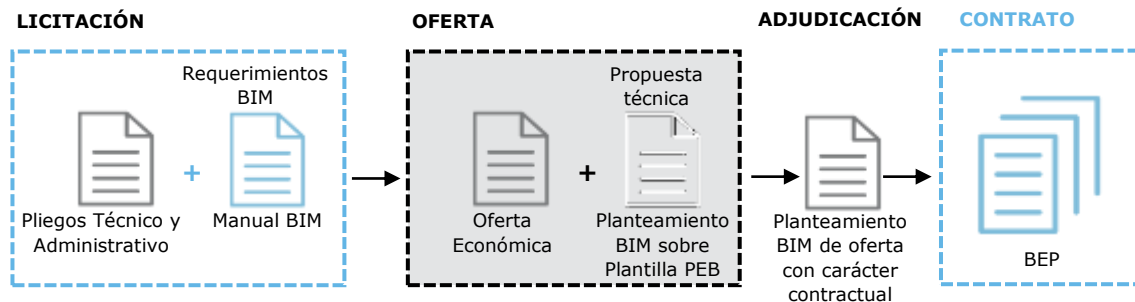 LICITACIÓN
Requerimientos
BIM
+
Pliegos Técnico y
Administrativo
Manual BIM
OFERTA
Propuesta
técnica
+
Oferta
Económica
Planteamiento
BIM sobre
Plantilla PEB
ADJUDICACIÓN
Planteamiento
BIM de oferta
con carácter
contractual
CONTRATO
BEP